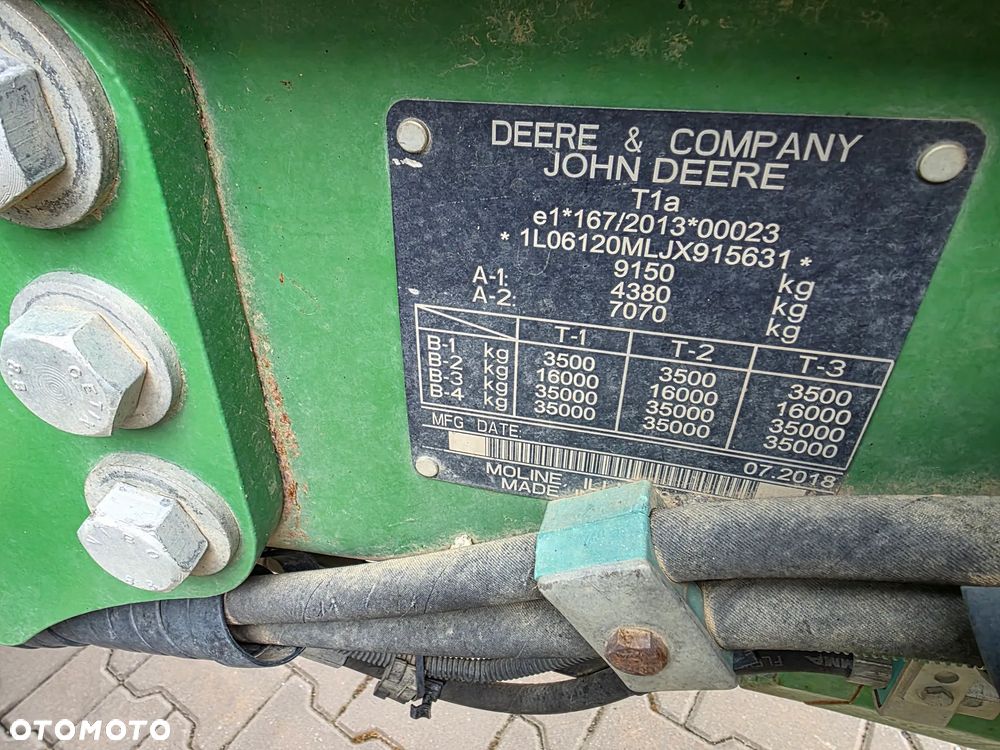 DEERE & COMPANY
JOHN DEERE
T1a
e1*167/2013*00023
* 1L06120MLJX915631 *
9150 kg
A-1: 4380 kg
A-2: 7070 kg
T-1 T-2 T-3
B-1 kg 3500 3500 3500
B-2 kg 16000 16000 16000
B-3 kg 35000 35000 35000
B-4 kg 35000 35000 35000
MFG DATE 07.2018
MOLINE
MADE
OTOMOTO